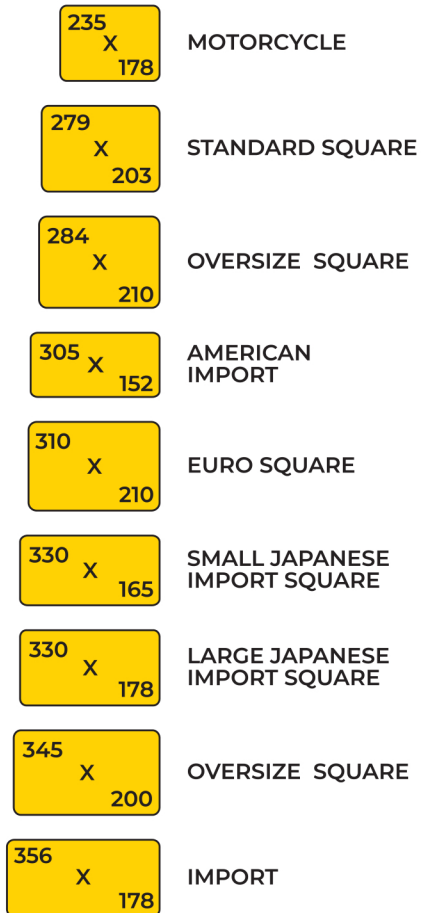 235
X
178
MOTORCYCLE
279
X
203
STANDARD SQUARE
284
X
210
OVERSIZE SQUARE
305
X
152
AMERICAN
IMPORT
310
X
210
EURO SQUARE
330
X
165
SMALL JAPANESE
IMPORT SQUARE
330
X
178
LARGE JAPANESE
IMPORT SQUARE
345
X
200
OVERSIZE SQUARE
356
X
178
IMPORT